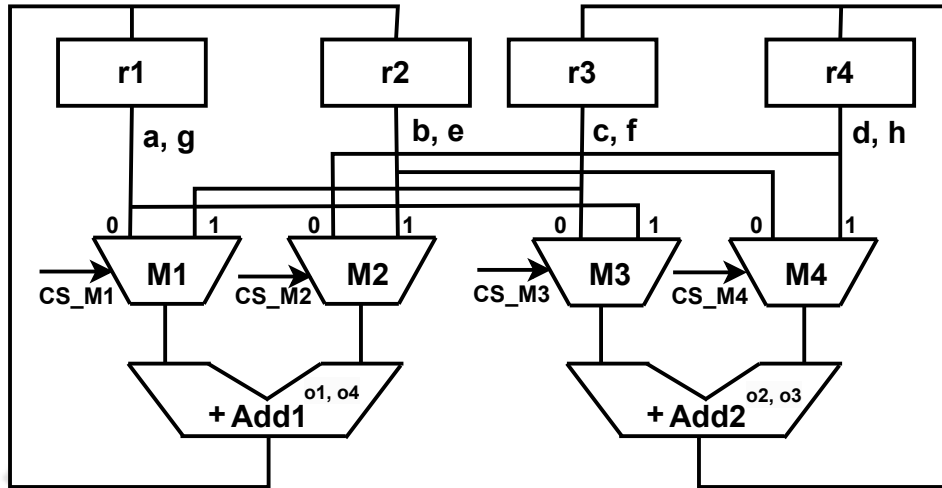 r1 r2 r3 r4
a, g b, e c, f d, h
0 1 0 1 0 1 0 1
M1 M2 M3 M4
CS_M1 CS_M2 CS_M3 CS_M4
+ Add1 o1, o4 + Add2 o2, o3